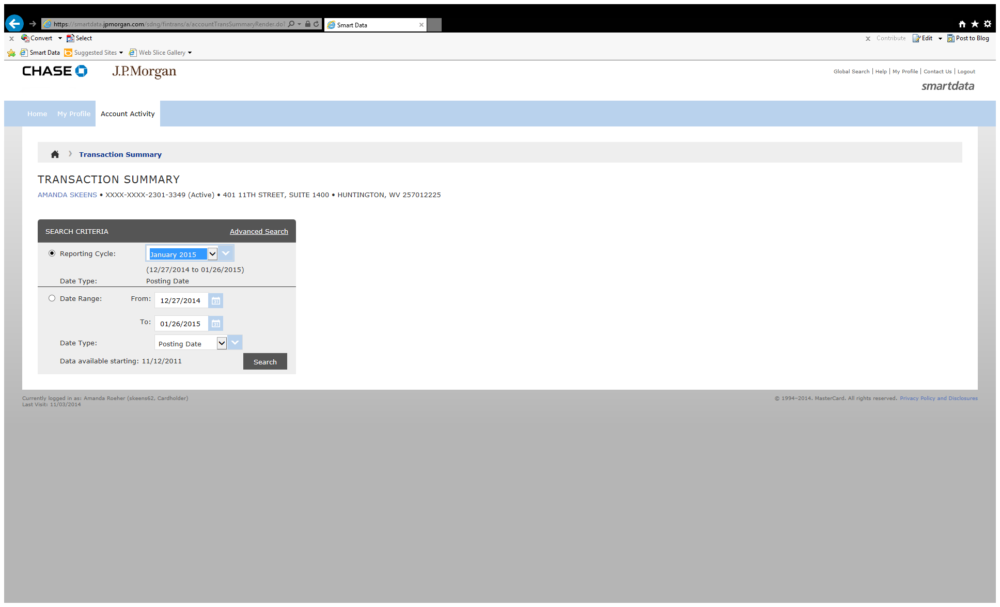 https://smartdata.jpmorgan.com/sdng/fintrans/a/accountTransSummaryRender.do? Smart Data
Convert Select Contribute Edit Post to Blog
Smart Data Suggested Sites Web Slice Gallery
CHASE J.P.Morgan
Global Search | Help | My Profile | Contact Us | Logout
smartdata
Home My Profile Account Activity
Transaction Summary
TRANSACTION SUMMARY
AMANDA SKEENS • XXXX-XXXX-2301-3349 (Active) • 401 11TH STREET, SUITE 1400 • HUNTINGTON, WV 257012225
SEARCH CRITERIA Advanced Search
Reporting Cycle: January 2015
(12/27/2014 to 01/26/2015)
Date Type: Posting Date
Date Range: From: 12/27/2014
To: 01/26/2015
Date Type: Posting Date
Data available starting: 11/12/2011 Search
Currently logged in as: Amanda Roeher (skeens62, Cardholder) © 1994-2014. MasterCard. All rights reserved. Privacy Policy and Disclosures
Last Visit: 11/03/2014